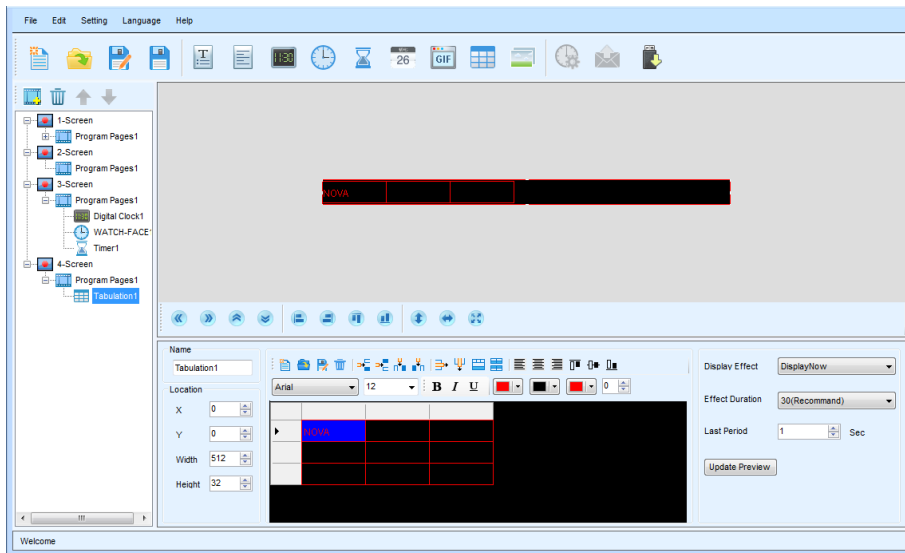 File Edit Setting Language Help
T 11:30 26 GIF
1-Screen
Program Pages1
2-Screen
Program Pages1
3-Screen
Program Pages1
Digital Clock1
WATCH-FACE1
Timer1
4-Screen
Program Pages1
Tabulation1
NOVA
Name
Tabulation1
Location
X 0
Y 0
Width 512
Height 32
Arial 12 B I U 0
NOVA
Display Effect DisplayNow
Effect Duration 30(Recommand)
Last Period 1 Sec
Update Preview
Welcome